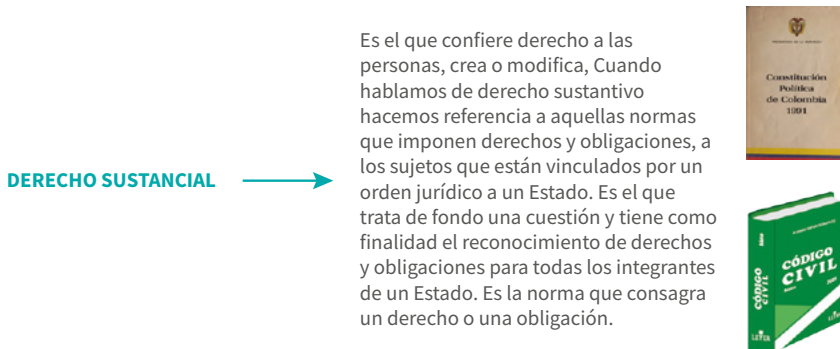 DERECHO SUSTANCIAL
Es el que confiere derecho a las
personas, crea o modifica, Cuando
hablamos de derecho sustantivo
hacemos referencia a aquellas normas
que imponen derechos y obligaciones, a
los sujetos que están vinculados por un
orden jurídico a un Estado. Es el que
trata de fondo una cuestión y tiene como
finalidad el reconocimiento de derechos
y obligaciones para todas los integrantes
de un Estado. Es la norma que consagra
un derecho o una obligación.
Constitución
Política
de Colombia
1991
CÓDIGO
CIVIL
CÓDIGO
CIVIL
LEYER